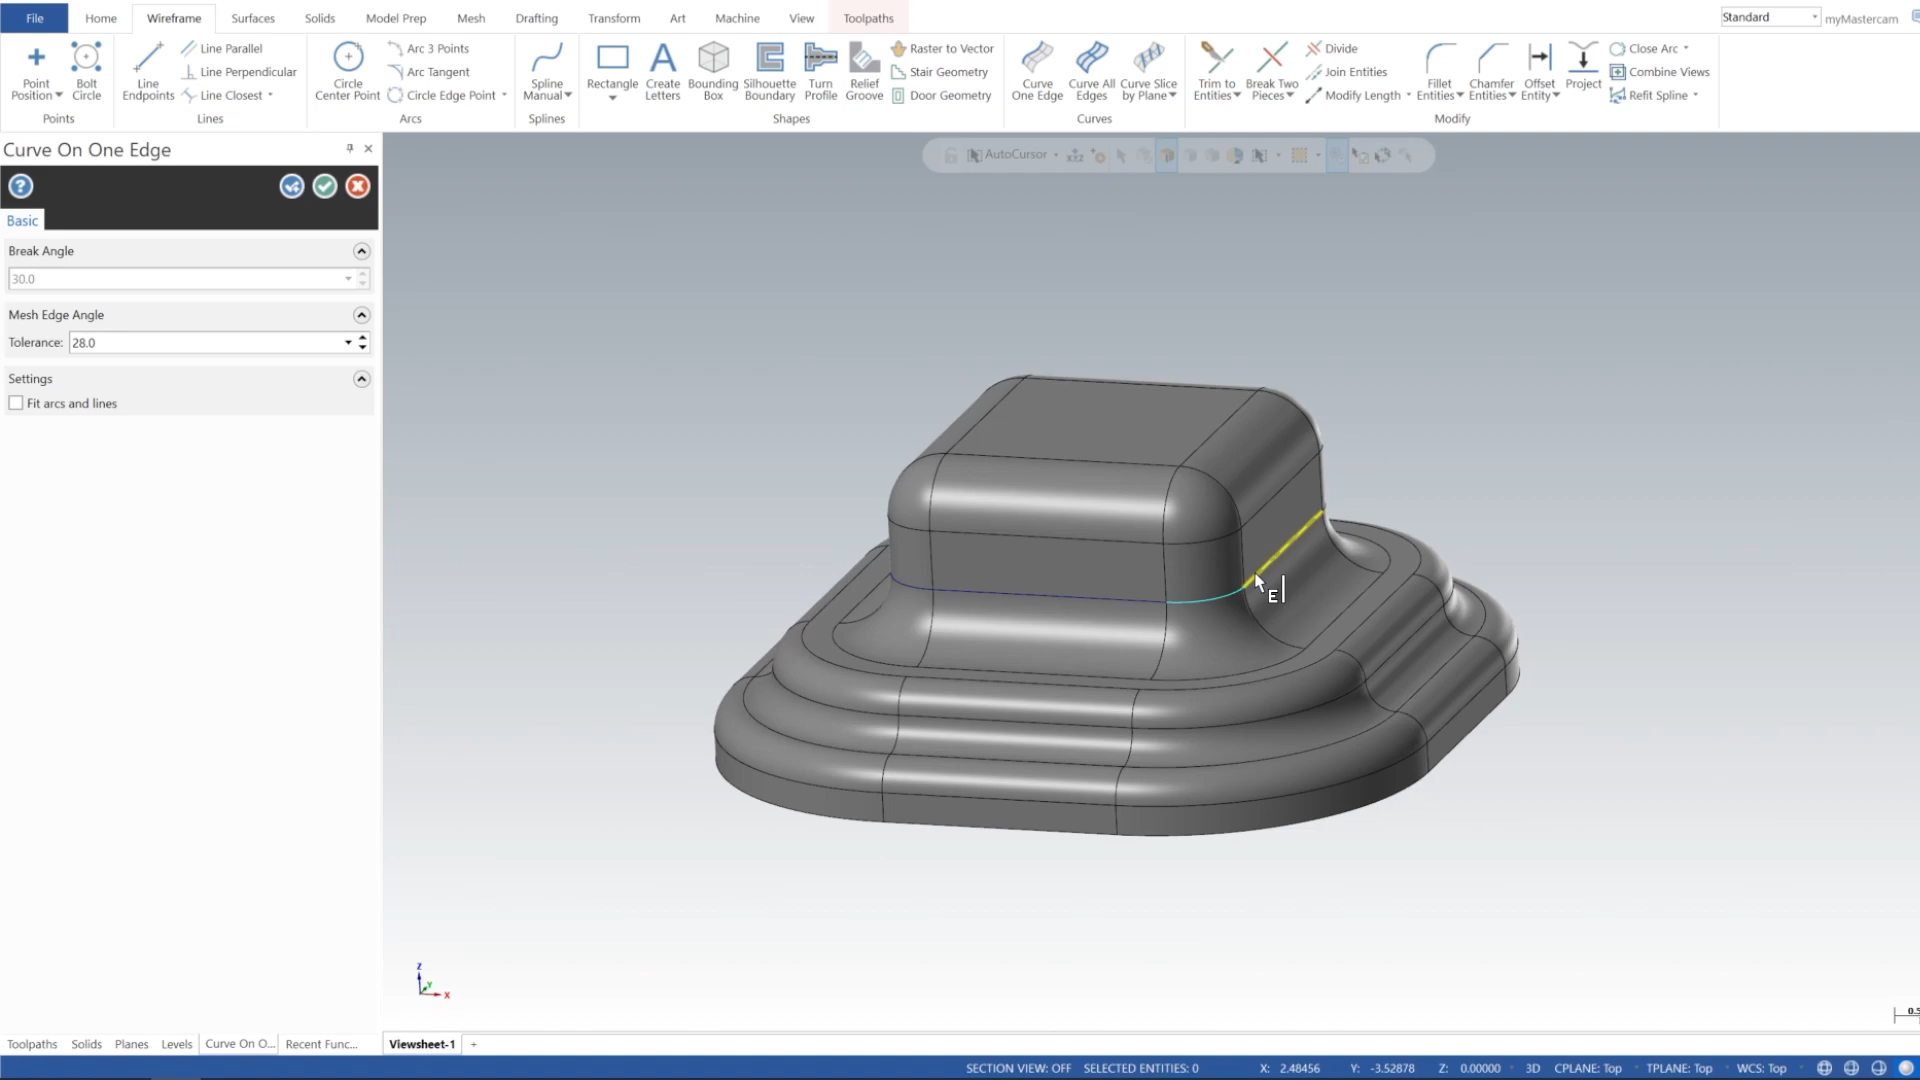 File Home Wireframe Surfaces Solids Model Prep Mesh Drafting Transform Art Machine View Toolpaths Standard myMastercam
Point Position
Bolt Circle
Points
Line Endpoints
Line Parallel
Line Perpendicular
Line Closest
Lines
Circle Center Point
Arc 3 Points
Arc Tangent
Circle Edge Point
Arcs
Spline Manual
Splines
Rectangle
Create Letters
Bounding Box
Silhouette Boundary
Turn Profile
Relief Groove
Raster to Vector
Stair Geometry
Door Geometry
Shapes
Curve One Edge
Curve All Edges
Curve Slice by Plane
Curves
Trim to Entities
Break Two Pieces
Divide
Join Entities
Modify Length
Fillet Entities
Chamfer Entities
Offset Entity
Project
Close Arc
Combine Views
Refit Spline
Modify
Curve On One Edge
Basic
Break Angle
30.0
Mesh Edge Angle
Tolerance: 28.0
Settings
Fit arcs and lines
AutoCursor
XYZ
E
Z
Y
X
0.5
Toolpaths Solids Planes Levels Curve On O... Recent Func...
Viewsheet-1 +
SECTION VIEW: OFF SELECTED ENTITIES: 0 X: 2.48456 Y: -3.52878 Z: 0.00000 3D CPLANE: Top TPLANE: Top WCS: Top